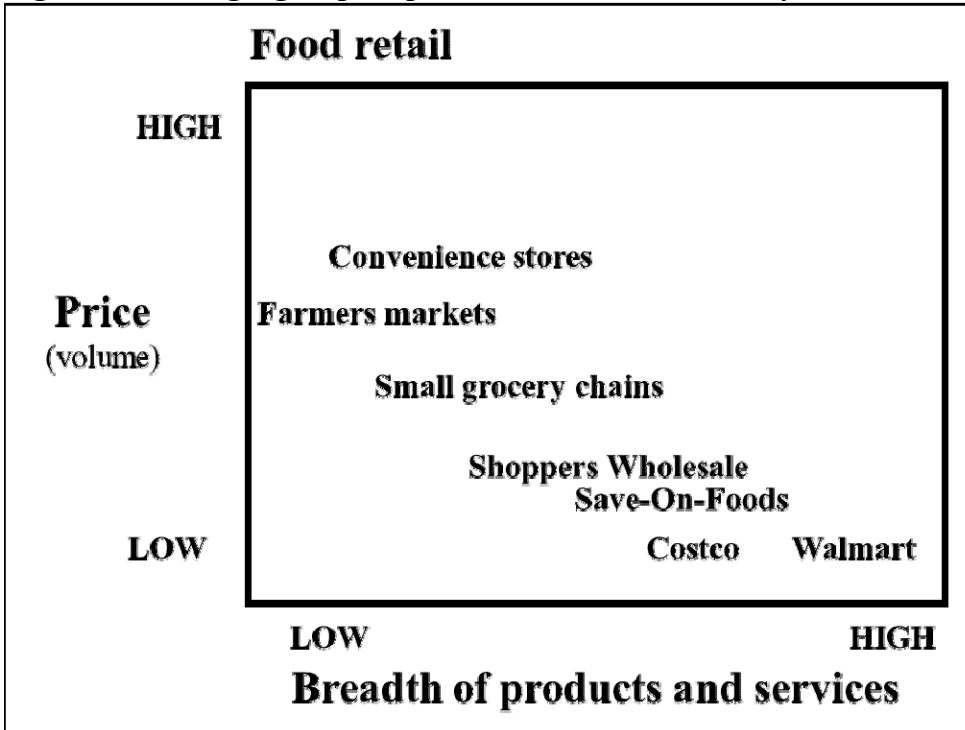 Food retail
HIGH
Convenience stores
Price
Farmers markets
(volume)
Small grocery chains
Shoppers Wholesale
Save-On-Foods
LOW
Costco
Walmart
LOW
HIGH
Breadth of products and services